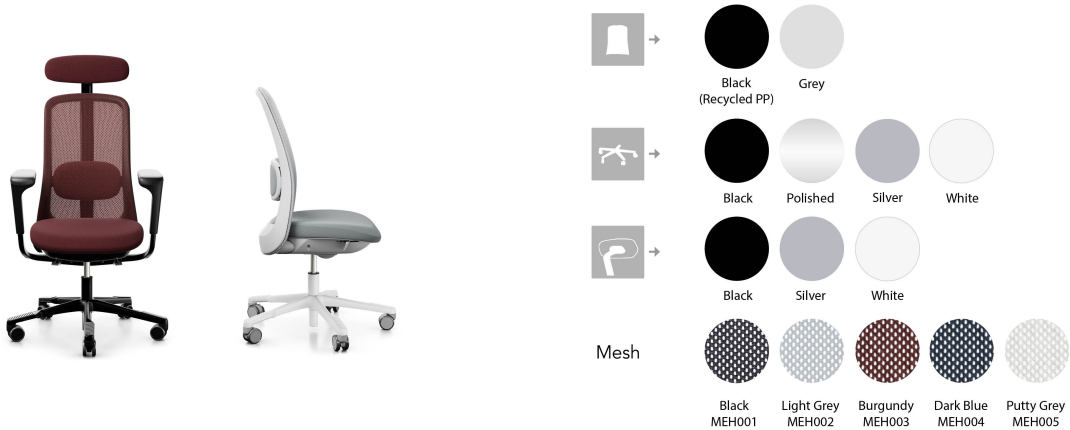 Black
(Recycled PP)
Grey
Black
Polished
Silver
White
Black
Silver
White
Mesh
Black
MEH001
Light Grey
MEH002
Burgundy
MEH003
Dark Blue
MEH004
Putty Grey
MEH005